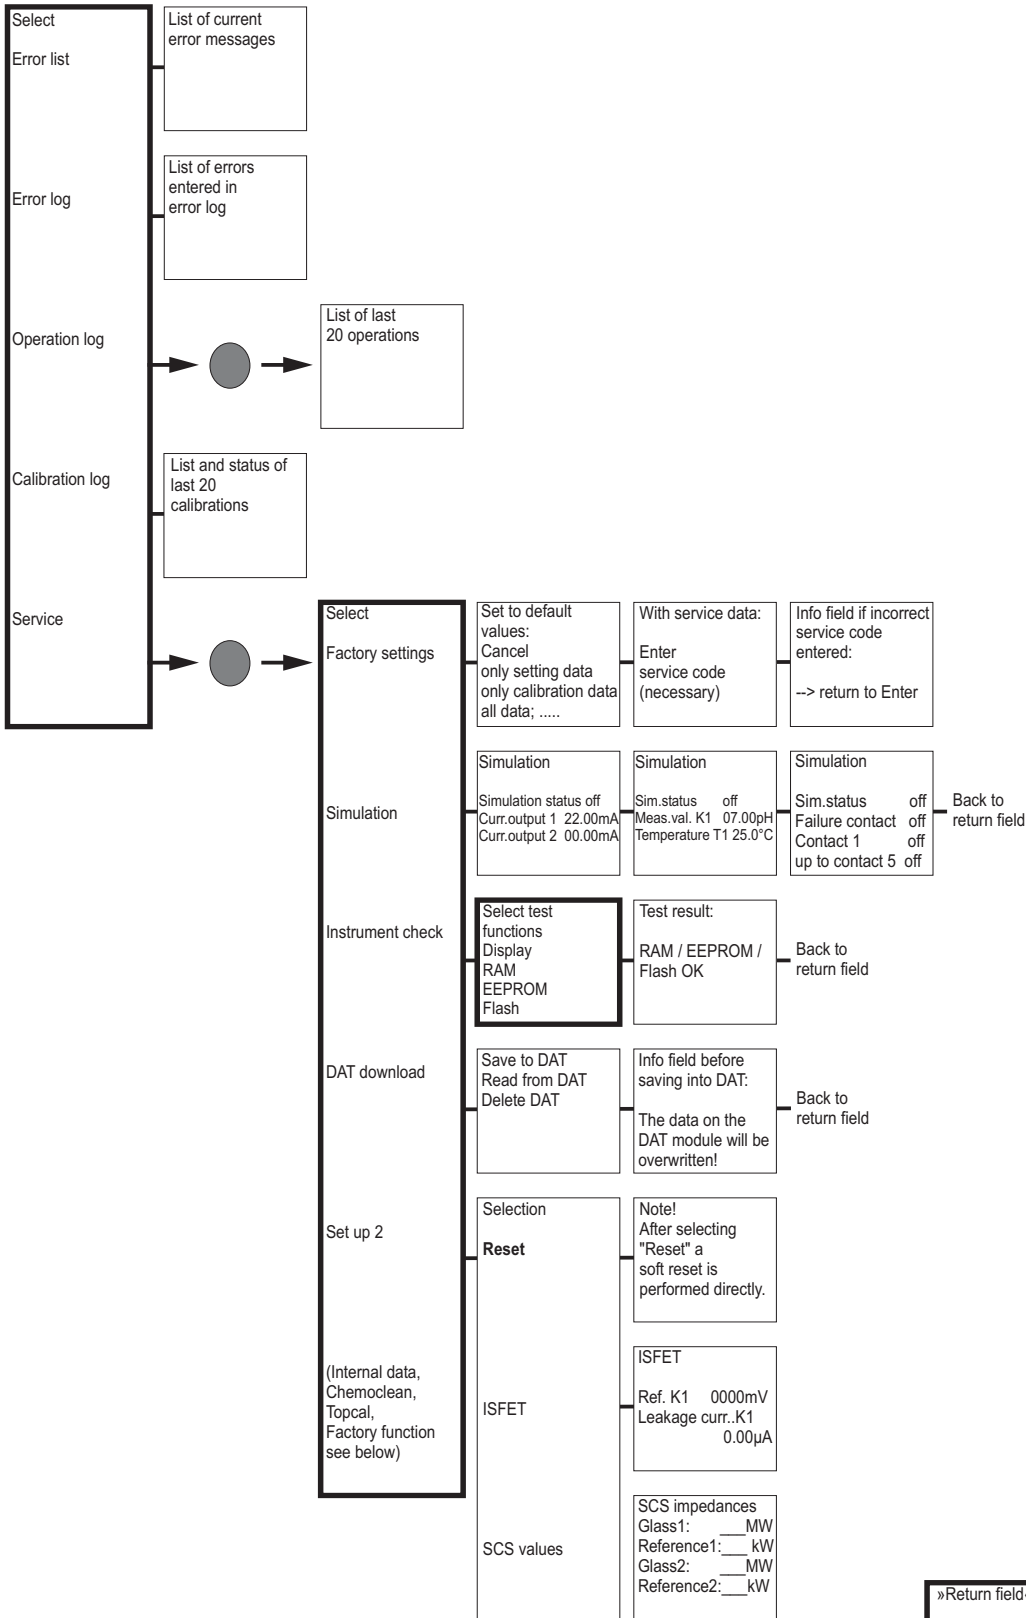 Select
Error list
Error log
Operation log
Calibration log
Service
List of current
error messages
List of errors
entered in
error log
List of last
20 operations
List and status of
last 20
calibrations
Select
Factory settings
Simulation
Instrument check
DAT download
Set up 2
(Internal data,
Chemoclean,
Topcal,
Factory function
see below)
Set to default
values:
Cancel
only setting data
only calibration data
all data; .....
With service data:
Enter
service code
(necessary)
Info field if incorrect
service code
entered:
--> return to Enter
Simulation
Simulation status off
Curr.output 1 22.00mA
Curr.output 2 00.00mA
Simulation
Sim.status off
Meas.val. K1 07.00pH
Temperature T1 25.0°C
Simulation
Sim.status off
Failure contact off
Contact 1 off
up to contact 5 off
Back to
return field
Select test
functions
Display
RAM
EEPROM
Flash
Test result:
RAM / EEPROM /
Flash OK
Back to
return field
Save to DAT
Read from DAT
Delete DAT
Info field before
saving into DAT:
The data on the
DAT module will be
overwritten!
Back to
return field
Selection
Reset
ISFET
SCS values
Note!
After selecting
"Reset" a
soft reset is
performed directly.
ISFET
Ref. K1 0000mV
Leakage curr..K1
0.00µA
SCS impedances
Glass1: ___MW
Reference1:___ kW
Glass2: ___MW
Reference2:___kW
»Return field